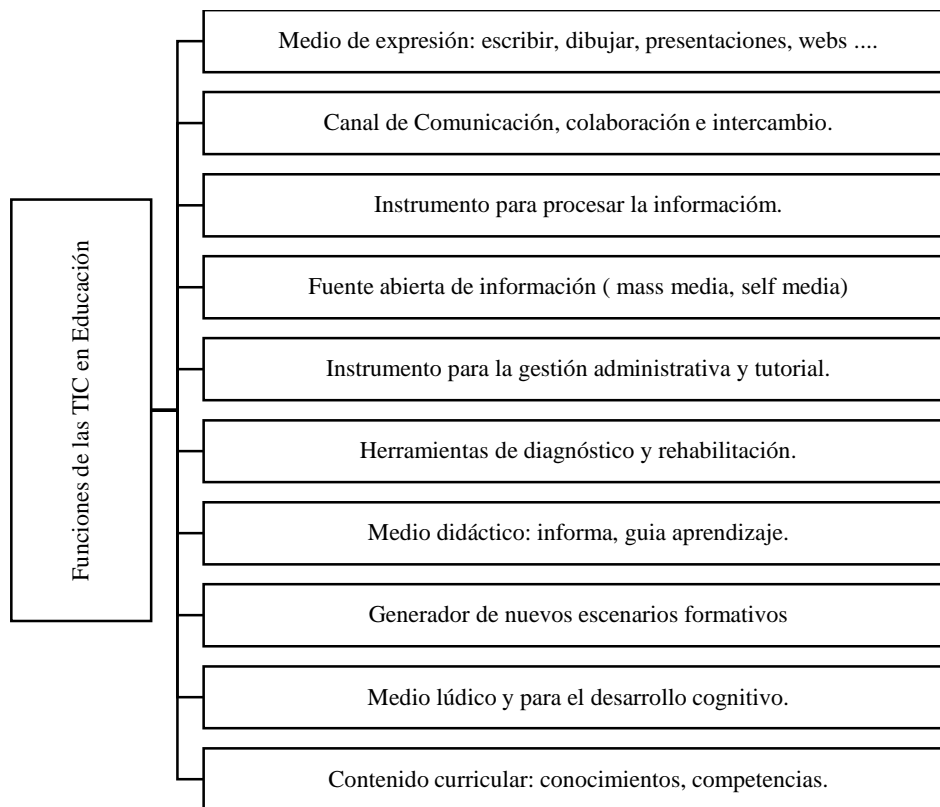 Funciones de las TIC en Educación
Medio de expresión: escribir, dibujar, presentaciones, webs ....
Canal de Comunicación, colaboración e intercambio.
Instrumento para procesar la informacióm.
Fuente abierta de información ( mass media, self media)
Instrumento para la gestión administrativa y tutorial.
Herramientas de diagnóstico y rehabilitación.
Medio didáctico: informa, guia aprendizaje.
Generador de nuevos escenarios formativos
Medio lúdico y para el desarrollo cognitivo.
Contenido curricular: conocimientos, competencias.